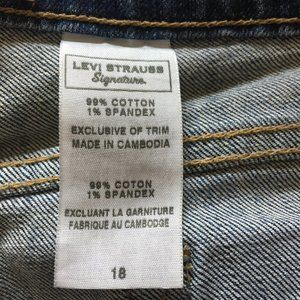 LEVI STRAUSS
Signature
99% COTTON
1% SPANDEX
EXCLUSIVE OF TRIM
MADE IN CAMBODIA
99% COTTON
1% SPANDEX
EXCLUANT LA GARNITURE
FABRIQUE AU CAMBODGE
18